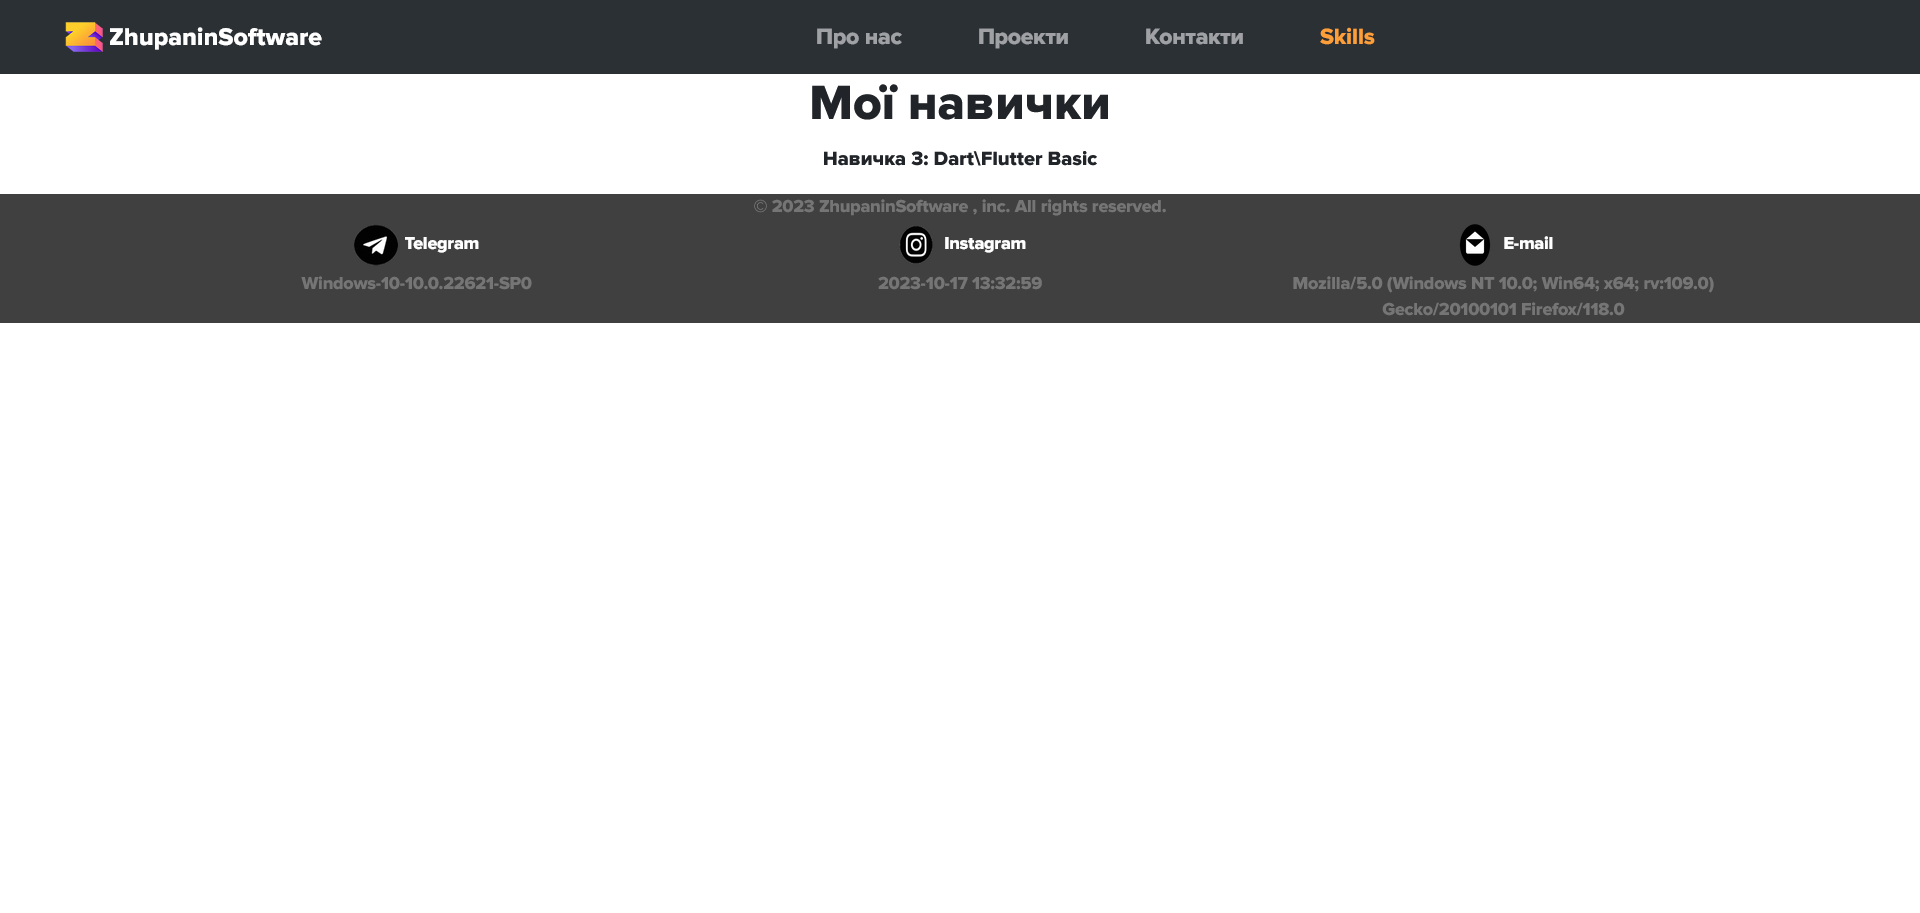 ZhupaninSoftware Про нас Проекти Контакти Skills
Мої навички
Навичка 3: Dart\Flutter Basic
© 2023 ZhupaninSoftware , inc. All rights reserved.
Telegram Instagram E-mail
Windows-10-10.0.22621-SP0 2023-10-17 13:32:59 Mozilla/5.0 (Windows NT 10.0; Win64; x64; rv:109.0)
Gecko/20100101 Firefox/118.0